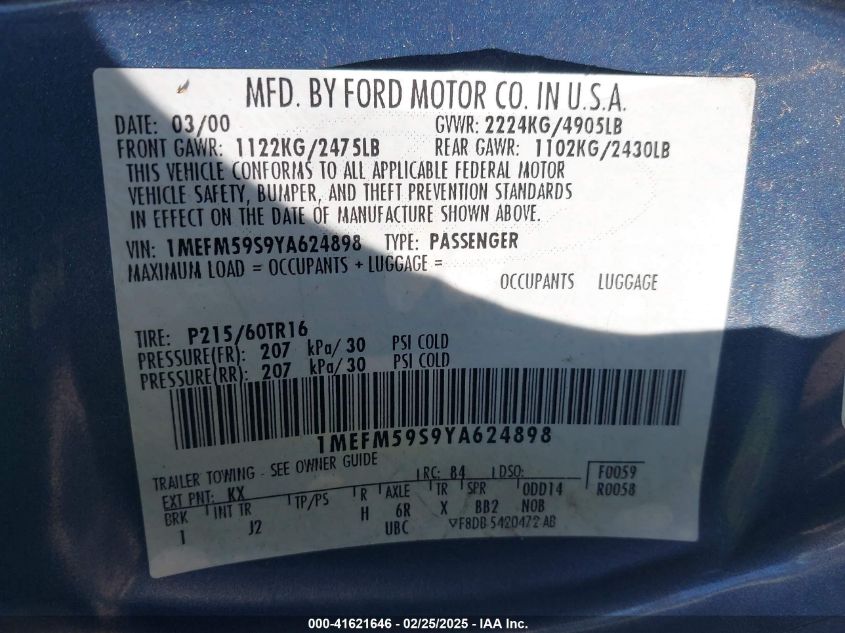 MFD. BY FORD MOTOR CO. IN U.S.A.
DATE: 03/00 GVWR: 2224KG/4905LB
FRONT GAWR: 1122KG/2475LB REAR GAWR: 1102KG/2430LB
THIS VEHICLE CONFORMS TO ALL APPLICABLE FEDERAL MOTOR
VEHICLE SAFETY, BUMPER, AND THEFT PREVENTION STANDARDS
IN EFFECT ON THE DATE OF MANUFACTURE SHOWN ABOVE.
VIN: 1MEFM59S9YA624898 TYPE: PASSENGER
MAXIMUM LOAD = OCCUPANTS + LUGGAGE =
OCCUPANTS LUGGAGE
TIRE: P215/60TR16
PRESSURE(FR): 207 kPa/ 30 PSI COLD
PRESSURE(RR): 207 kPa/ 30 PSI COLD
1MEFM59S9YA624898
TRAILER TOWING - SEE OWNER GUIDE
EXT PNT: KX RC: 84 DSO: F0059
R0058
BRK INT TR TP/PS R AXLE TR SPR ODD14
1 J2 H 6R X BB2 NOB
UBC F8DB 5420472 AB
000-41621646 - 02/25/2025 - IAA Inc.